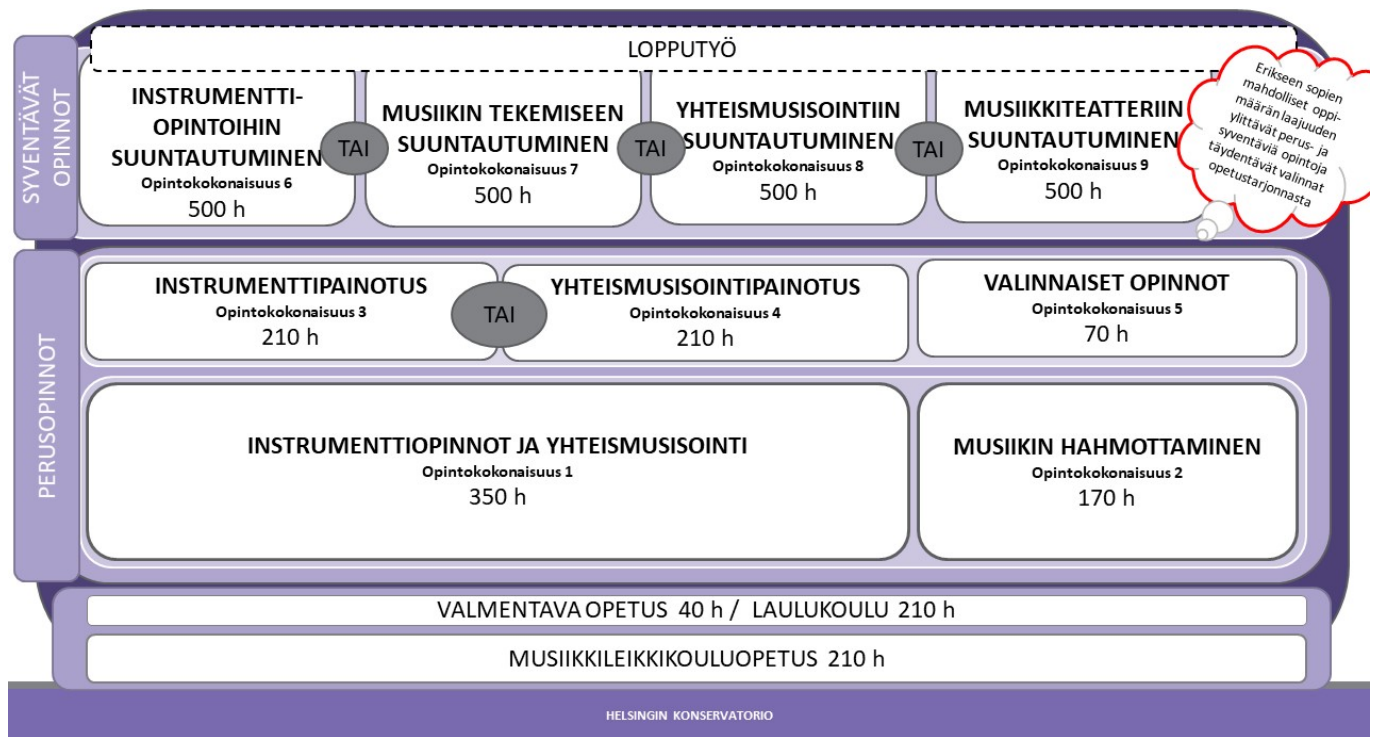 LOPPUTYÖ
SYVENTÄVÄT
OPINNOT
INSTRUMENTTI-
OPINTOIHIN
SUUNTAUTUMINEN
Opintokokonaisuus 6
500 h
TAI
MUSIIKIN TEKEMISEEN
SUUNTAUTUMINEN
Opintokokonaisuus 7
500 h
TAI
YHTEISMUSISOINTIIN
SUUNTAUTUMINEN
Opintokokonaisuus 8
500 h
TAI
MUSIIKKITEATTERIIN
SUUNTAUTUMINEN
Opintokokonaisuus 9
500 h
Erikseen sopien
mahdolliset oppi-
määrän laajuuden
ylittävät perus- ja
syventäviä opintoja
täydentävät valinnat
opetustarjonnasta
PERUSOPINNOT
INSTRUMENTTIPAINOTUS
Opintokokonaisuus 3
210 h
TAI
YHTEISMUSISOINTIPAINOTUS
Opintokokonaisuus 4
210 h
VALINNAISET OPINNOT
Opintokokonaisuus 5
70 h
INSTRUMENTTIOPINNOT JA YHTEISMUSISOINTI
Opintokokonaisuus 1
350 h
MUSIIKIN HAHMOTTAMINEN
Opintokokonaisuus 2
170 h
VALMENTAVA OPETUS 40 h / LAULUKOULU 210 h
MUSIIKKILEIKKIKOULUOPETUS 210 h
HELSINGIN KONSERVATORIO